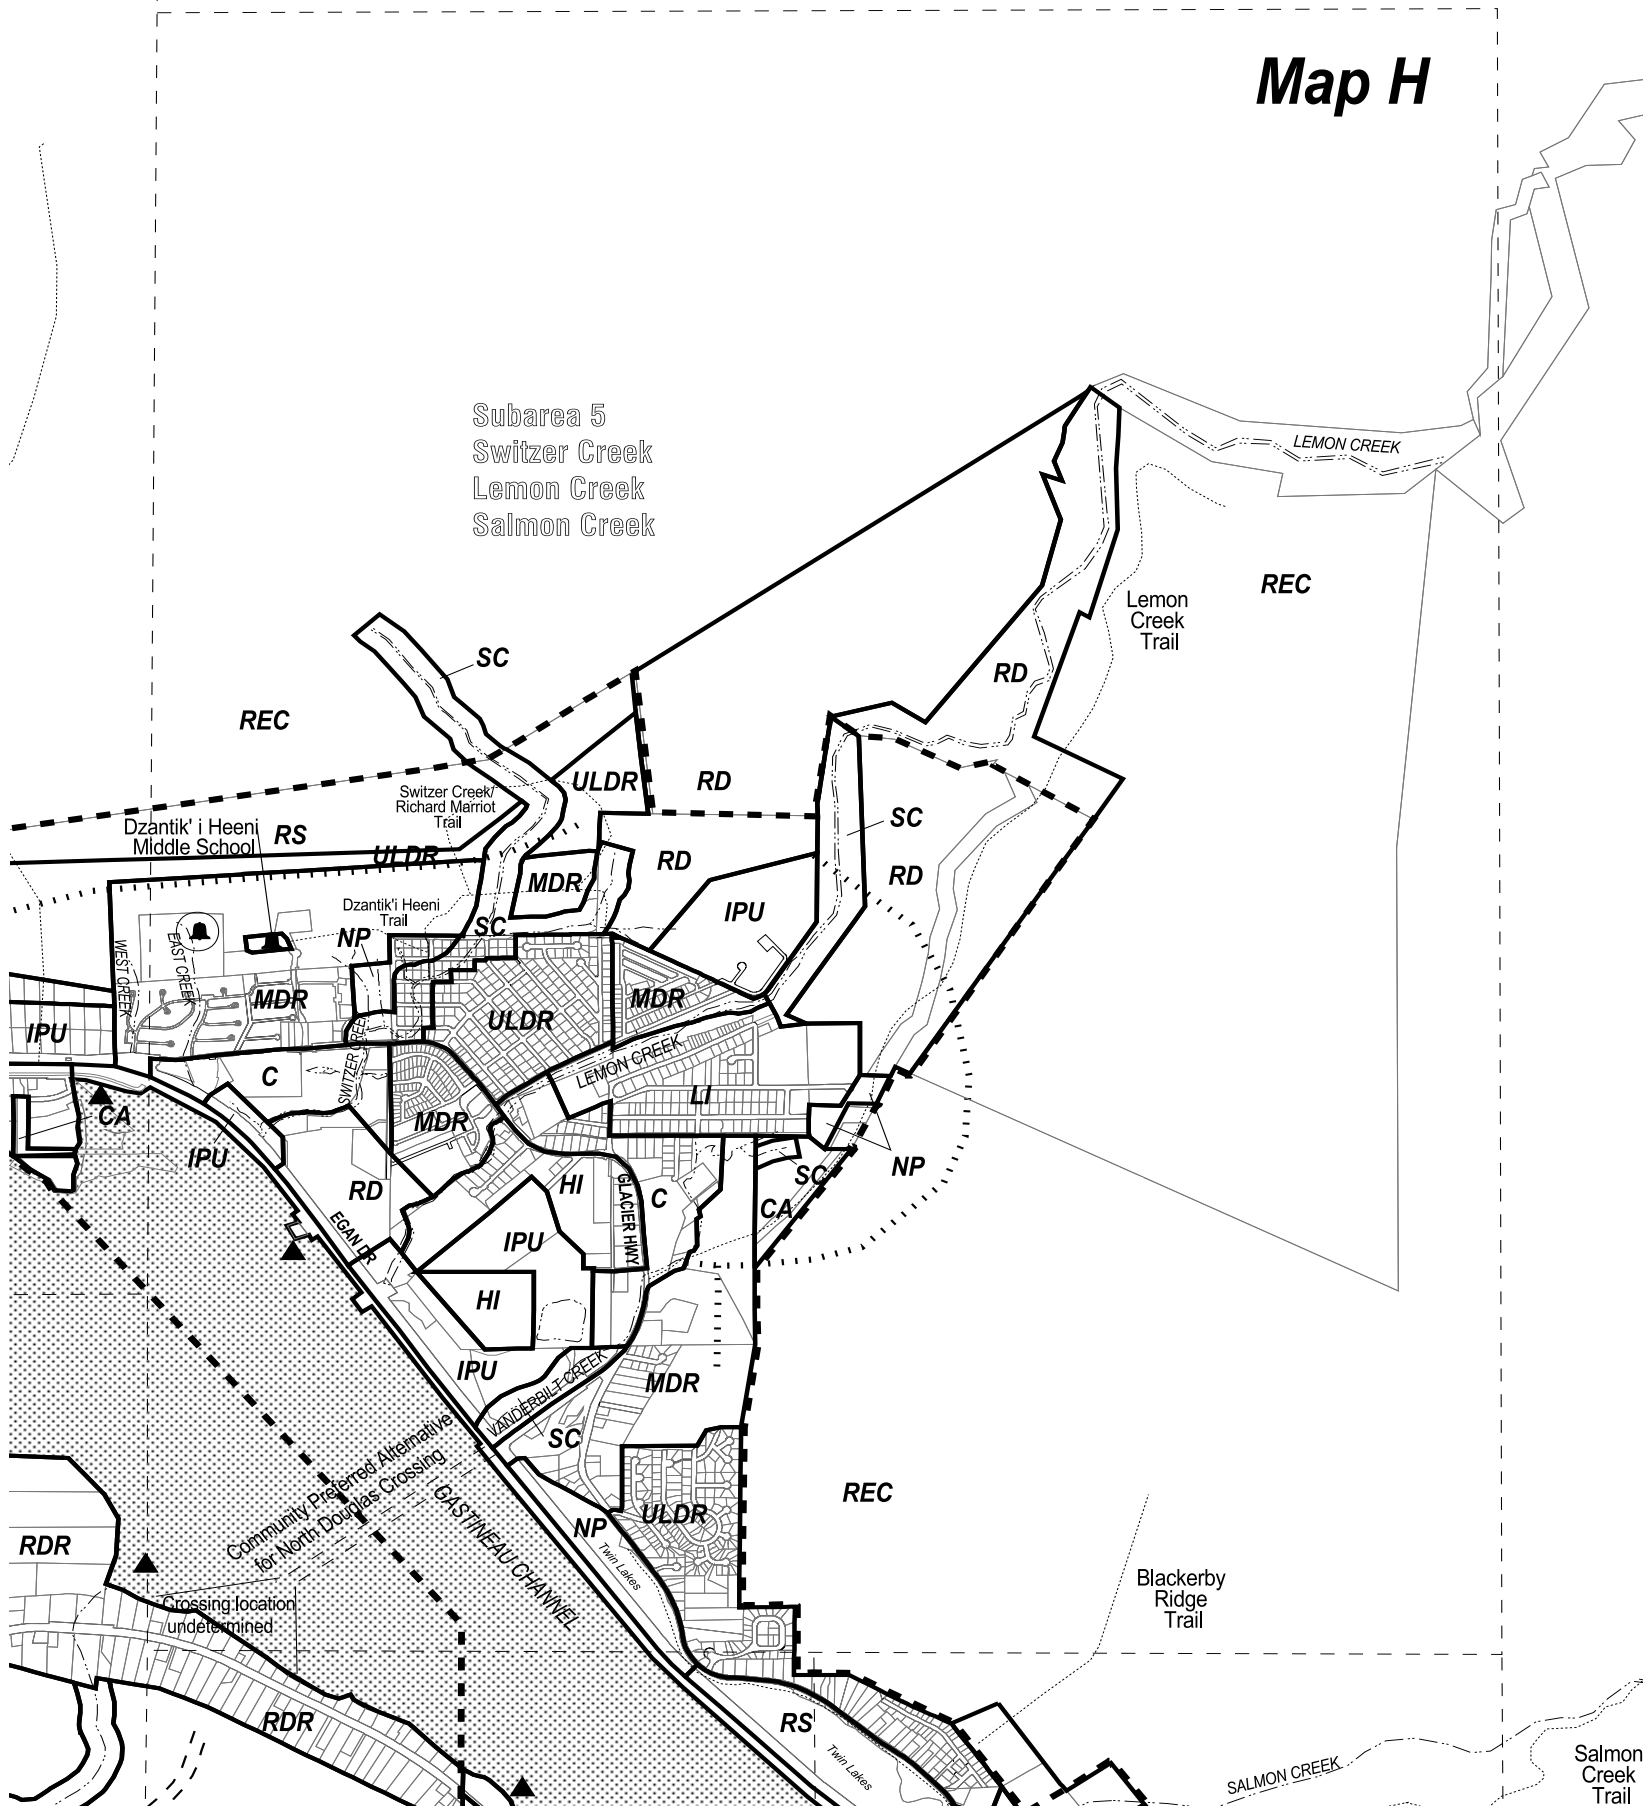 Map H
Subarea 5
Switzer Creek
Lemon Creek
Salmon Creek
LEMON CREEK
REC
Lemon
Creek
Trail
SC
RD
REC
ULDR
RD
Switzer Creek/
Richard Marriot
Trail
SC
Dzantik' i Heeni
Middle School
RS
ULDR
RD
RD
MDR
IPU
Dzantik'i Heeni
Trail
SC
NP
WEST CREEK
EAST CREEK
MDR
MDR
ULDR
IPU
SWITZER CREEK
LEMON CREEK
C
LI
CA
MDR
IPU
NP
SC
HI
RD
C
CA
GLACIER HWY
EGAN DR
IPU
HI
IPU
MDR
VANDERBILT CREEK
SC
Community Preferred Alternative
for North Douglas Crossing
GASTINEAU CHANNEL
REC
ULDR
NP
Twin Lakes
RDR
Crossing location
undetermined
Blackerby
Ridge
Trail
RDR
RS
Twin Lakes
SALMON CREEK
Salmon
Creek
Trail